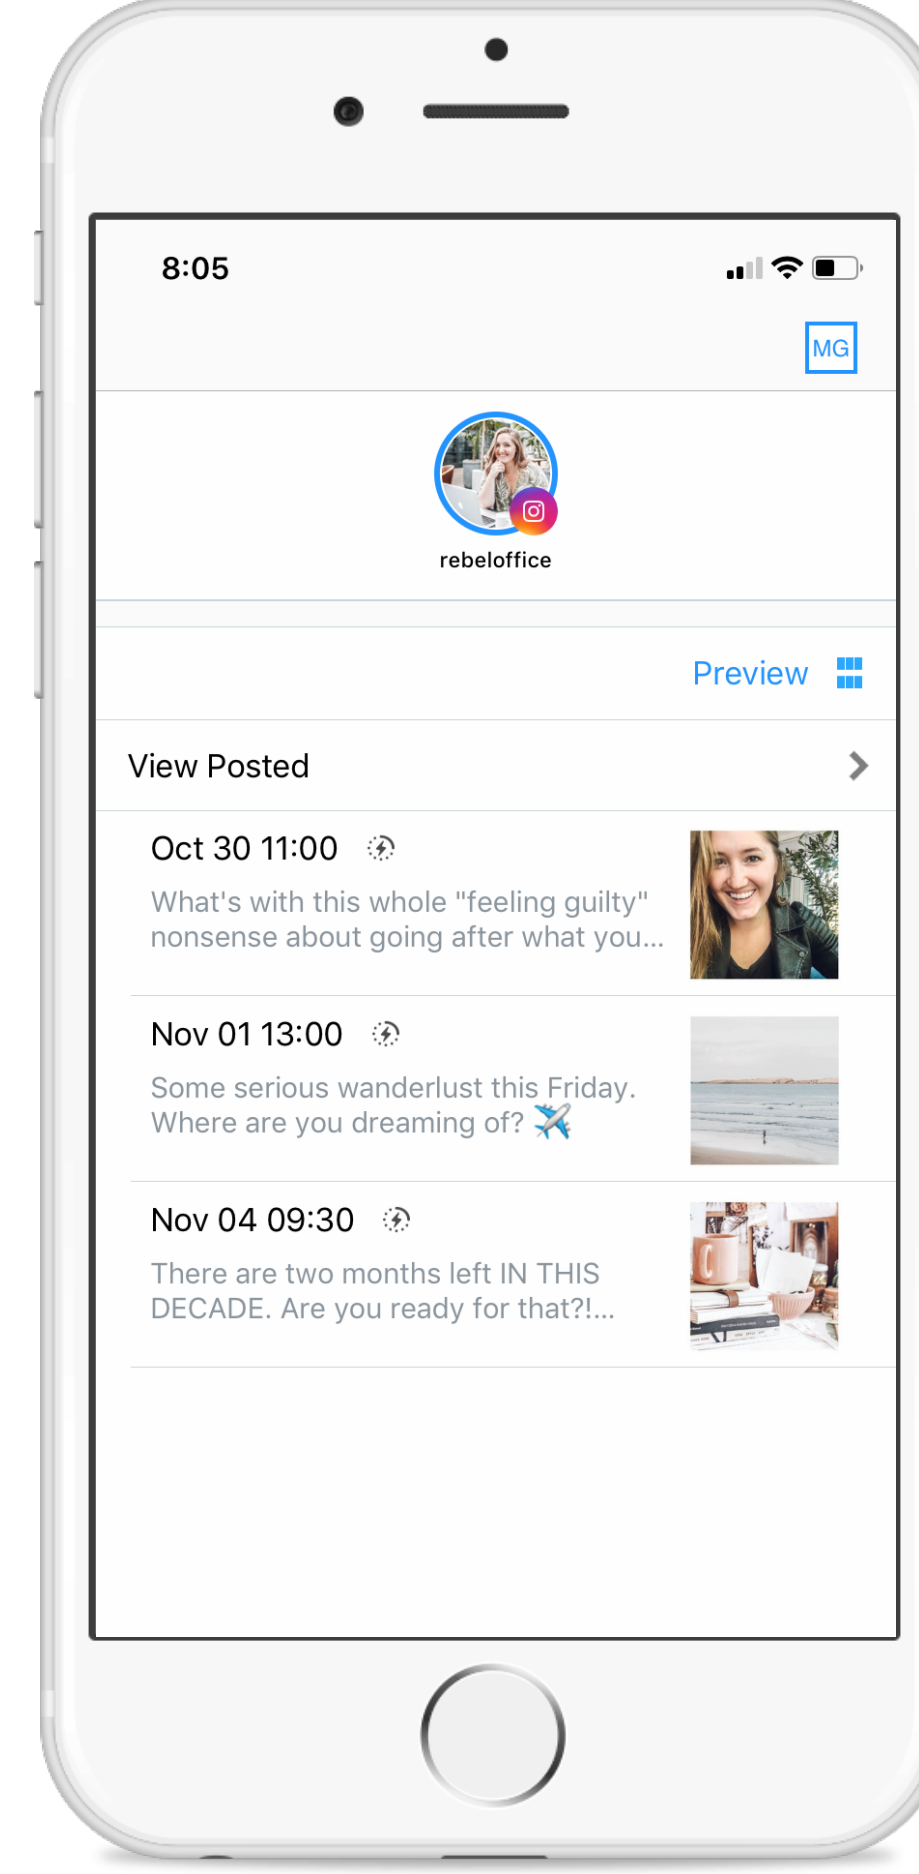 8:05
MG
rebeloffice
Preview
View Posted
Oct 30 11:00
What's with this whole "feeling guilty"
nonsense about going after what you...
Nov 01 13:00
Some serious wanderlust this Friday.
Where are you dreaming of? ✈️
Nov 04 09:30
There are two months left IN THIS
DECADE. Are you ready for that?!...